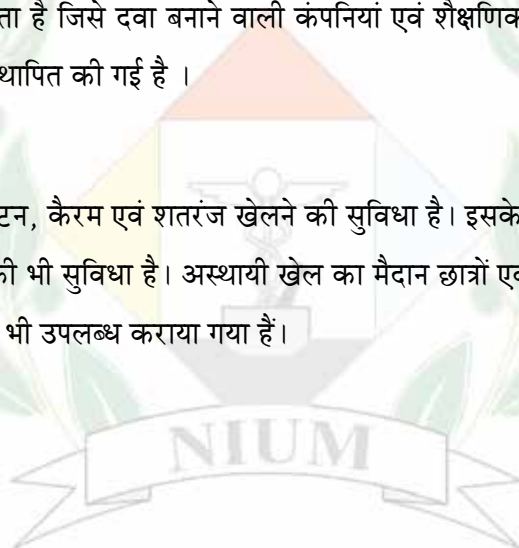 ता है जिसे दवा बनाने वाली कंपनियां एवं शैक्षणिक
थापित की गई है ।
टन, कैरम एवं शतरंज खेलने की सुविधा है। इसके
की भी सुविधा है। अस्थायी खेल का मैदान छात्रों एव
भी उपलब्ध कराया गया हैं।
NIUM